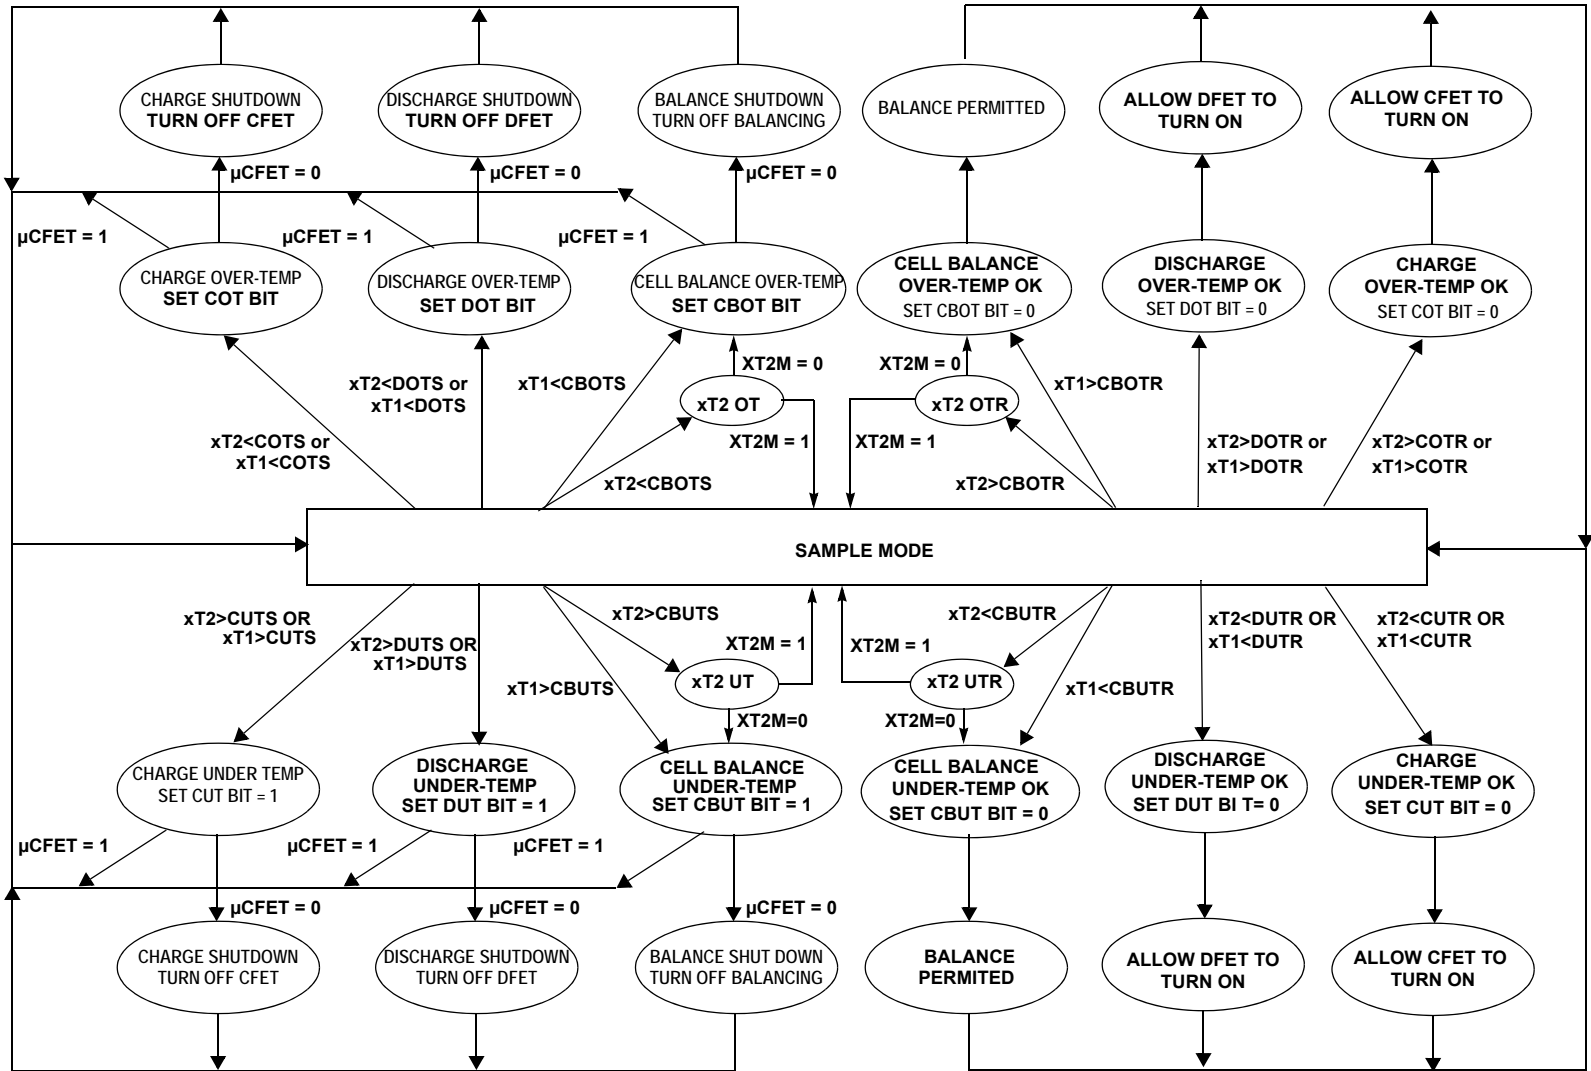 CHARGE SHUTDOWN
TURN OFF CFET
DISCHARGE SHUTDOWN
TURN OFF DFET
BALANCE SHUTDOWN
TURN OFF BALANCING
BALANCE PERMITTED
ALLOW DFET TO
TURN ON
ALLOW CFET TO
TURN ON
µCFET = 0
µCFET = 0
µCFET = 0
µCFET = 1
µCFET = 1
µCFET = 1
CHARGE OVER-TEMP
SET COT BIT
DISCHARGE OVER-TEMP
SET DOT BIT
CELL BALANCE OVER-TEMP
SET CBOT BIT
CELL BALANCE
OVER-TEMP OK
SET CBOT BIT = 0
DISCHARGE
OVER-TEMP OK
SET DOT BIT = 0
CHARGE
OVER-TEMP OK
SET COT BIT = 0
xT2<COTS or
xT1<COTS
xT2<DOTS or
xT1<DOTS
xT1<CBOTS
XT2M = 0
xT2 OT
XT2M = 1
xT2<CBOTS
XT2M = 0
xT2 OTR
XT2M = 1
xT2>CBOTR
xT1>CBOTR
xT2>DOTR or
xT1>DOTR
xT2>COTR or
xT1>COTR
SAMPLE MODE
xT2>CUTS OR
xT1>CUTS
xT2>DUTS OR
xT1>DUTS
xT2>CBUTS
XT2M = 1
xT2 UT
xT1>CBUTS
XT2M=0
xT2<CBUTR
XT2M = 1
xT2 UTR
xT1<CBUTR
XT2M=0
xT2<DUTR OR
xT1<DUTR
xT2<CUTR OR
xT1<CUTR
CHARGE UNDER TEMP
SET CUT BIT = 1
DISCHARGE
UNDER-TEMP
SET DUT BIT = 1
CELL BALANCE
UNDER-TEMP
SET CBUT BIT = 1
CELL BALANCE
UNDER-TEMP OK
SET CBUT BIT = 0
DISCHARGE
UNDER-TEMP OK
SET DUT BI T= 0
CHARGE
UNDER-TEMP OK
SET CUT BIT = 0
µCFET = 1
µCFET = 1
µCFET = 1
µCFET = 0
µCFET = 0
µCFET = 0
CHARGE SHUTDOWN
TURN OFF CFET
DISCHARGE SHUTDOWN
TURN OFF DFET
BALANCE SHUT DOWN
TURN OFF BALANCING
BALANCE
PERMITED
ALLOW DFET TO
TURN ON
ALLOW CFET TO
TURN ON